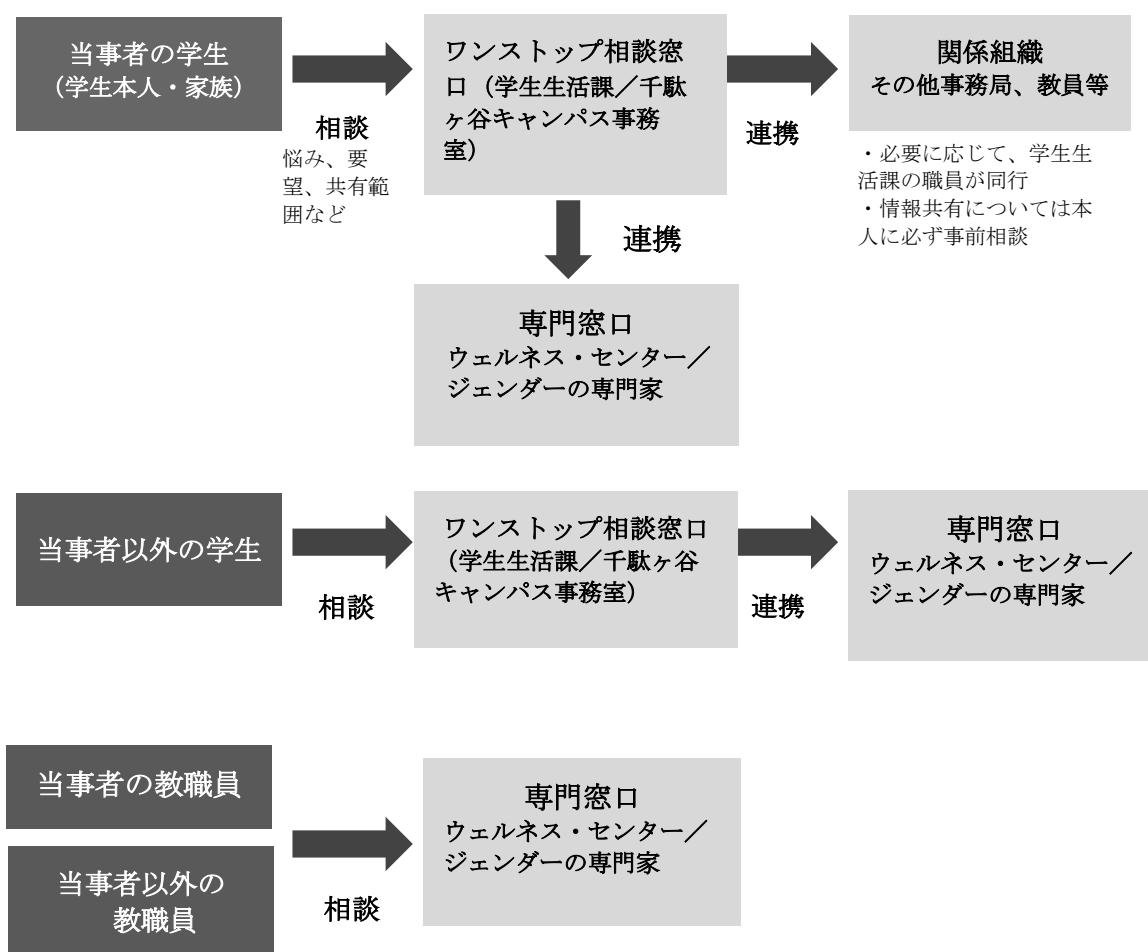 当事者の学生
（学生本人・家族）
相談
悩み、要
望、共有範
囲など
ワンストップ相談窓
口（学生生活課／千駄
ヶ谷キャンパス事務
室）
連携
関係組織
その他事務局、教員等
・必要に応じて、学生生
活課の職員が同行
・情報共有については本
人に必ず事前相談
連携
専門窓口
ウェルネス・センター／
ジェンダーの専門家
当事者以外の学生
相談
ワンストップ相談窓口
（学生生活課／千駄ヶ谷
キャンパス事務室）
連携
専門窓口
ウェルネス・センター／
ジェンダーの専門家
当事者の教職員
当事者以外の
教職員
相談
専門窓口
ウェルネス・センター／
ジェンダーの専門家